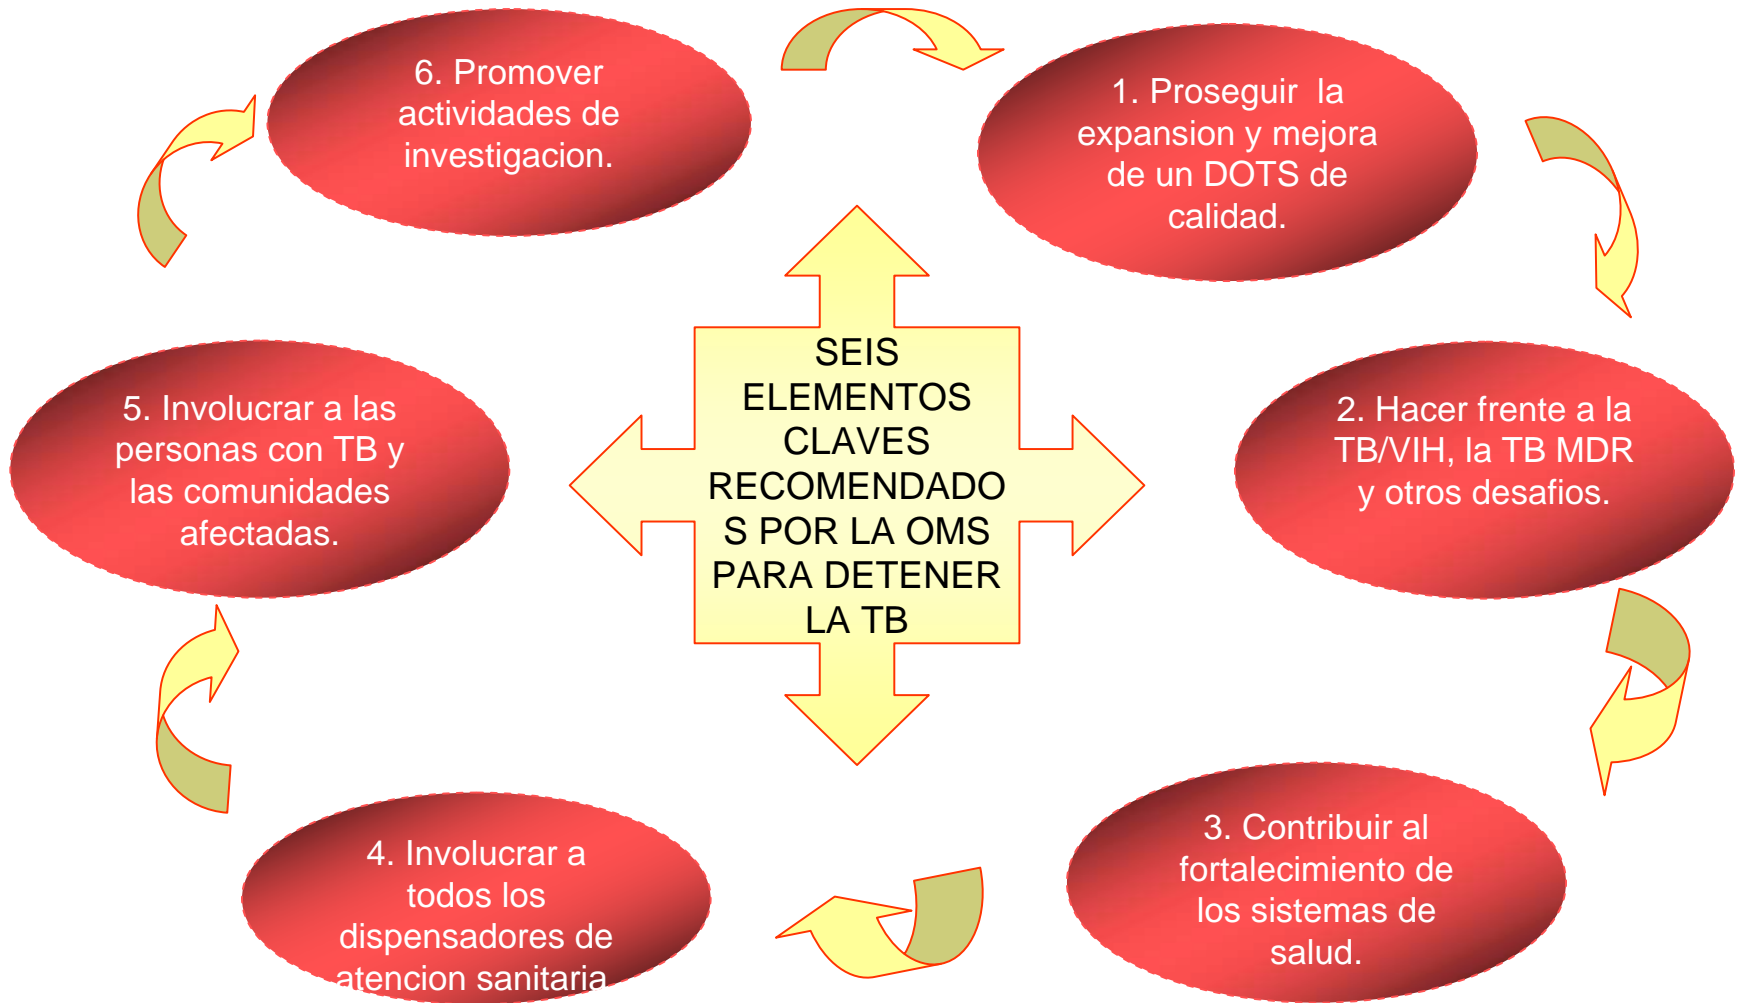 6. Promover
actividades de
investigacion.
1. Proseguir  la
expansion y mejora
de un DOTS de
calidad.
SEIS
ELEMENTOS
CLAVES
RECOMENDADO
S POR LA OMS
PARA DETENER
LA TB
5. Involucrar a las
personas con TB y
las comunidades
afectadas.
2. Hacer frente a la
TB/VIH, la TB MDR
y otros desafios.
4. Involucrar a
todos los
dispensadores de
atencion sanitaria.
3. Contribuir al
fortalecimiento de
los sistemas de
salud.